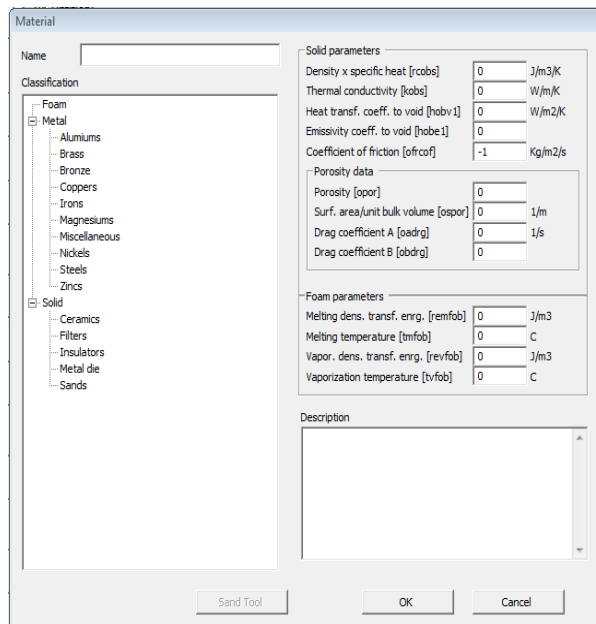 Material
Name
Classification
Foam
Metal
Alumiums
Brass
Bronze
Coppers
Irons
Magnesiums
Miscellaneous
Nickels
Steels
Zincs
Solid
Ceramics
Filters
Insulators
Metal die
Sands
Solid parameters
Density x specific heat [rcobs] 0 J/m3/K
Thermal conductivity [kobs] 0 W/m/K
Heat transf. coeff. to void [hobv1] 0 W/m2/K
Emissivity coeff. to void [hobe1] 0
Coefficient of friction [ofrcof] -1 Kg/m2/s
Porosity data
Porosity [opor] 0
Surf. area/unit bulk volume [ospor] 0 1/m
Drag coefficient A [oadrg] 0 1/s
Drag coefficient B [obdrg] 0
Foam parameters
Melting dens. transf. enrg. [remfob] 0 J/m3
Melting temperature [tmfob] 0 C
Vapor. dens. transf. enrg. [revfob] 0 J/m3
Vaporization temperature [tvfob] 0 C
Description
Sand Tool
OK
Cancel